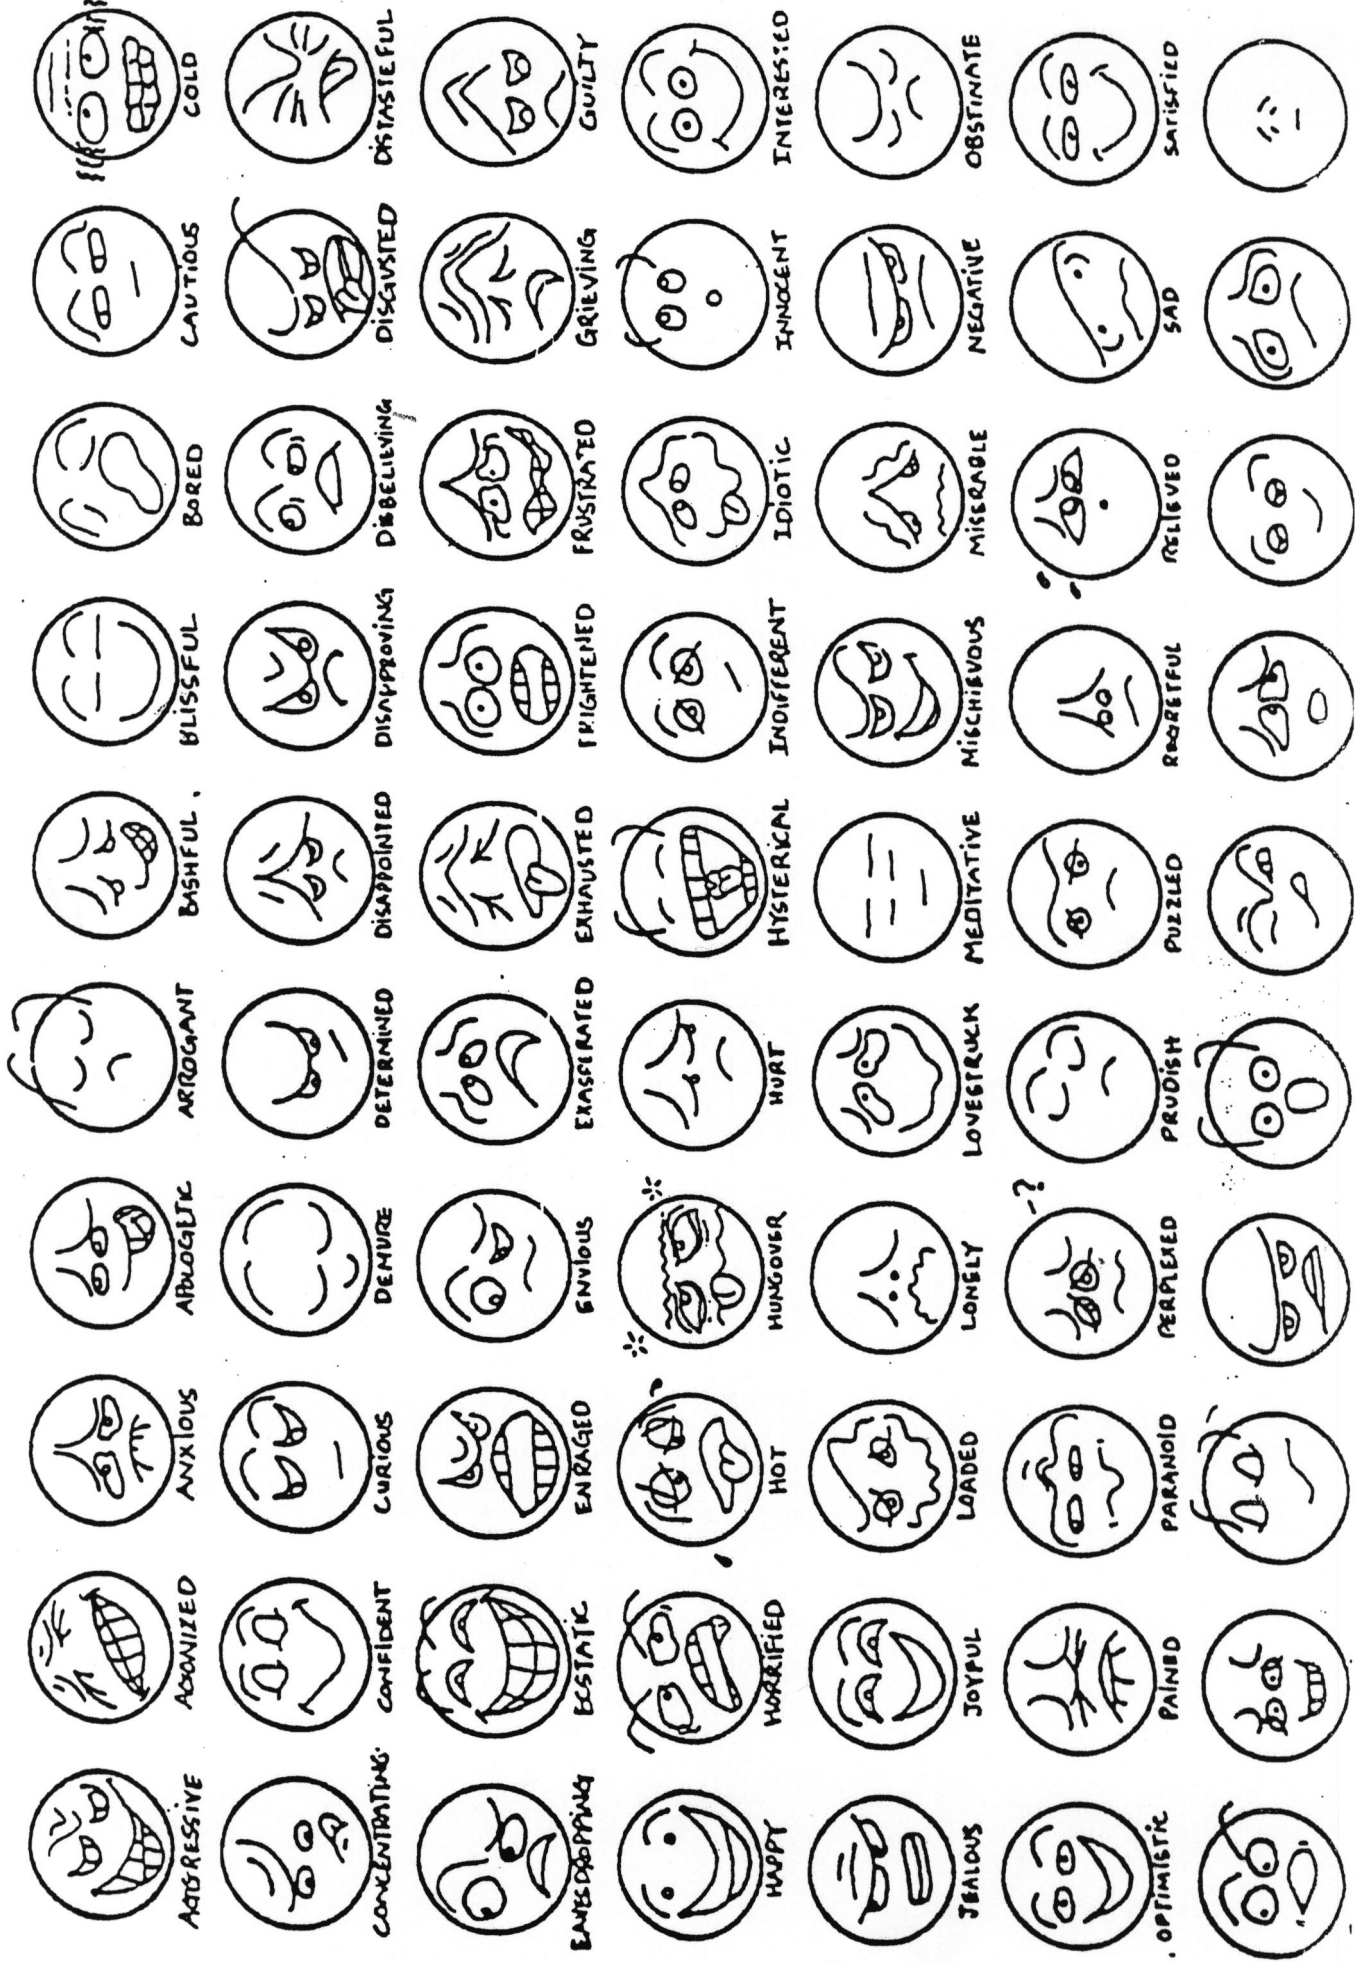 AGGRESSIVE AGONIZED ANXIOUS APOLOGETIC ARROGANT BASHFUL BLISSFUL BORED CAUTIOUS COLD
CONCENTRATING CONFIDENT CURIOUS DEMURE DETERMINED DISAPPOINTED DISAPPROVING DISBELIEVING DISGUSTED DISTASTEFUL
EAVESDROPPING ECSTATIC ENRAGED ENVIOUS EXASPERATED EXHAUSTED FRIGHTENED FRUSTRATED GRIEVING GUILTY
HAPPY HORRIFIED HOT HUNGOVER HURT HYSTERICAL INDIFFERENT IDIOTIC INNOCENT INTERESTED
JEALOUS JOYFUL LOADED LONELY LOVESTRUCK MEDITATIVE MISCHIEVOUS MISERABLE NEGATIVE OBSTINATE
OPTIMISTIC PAINED PARANOID PERPLEXED PRUDISH PUZZLED REGRETFUL RELIEVED SAD SATISFIED